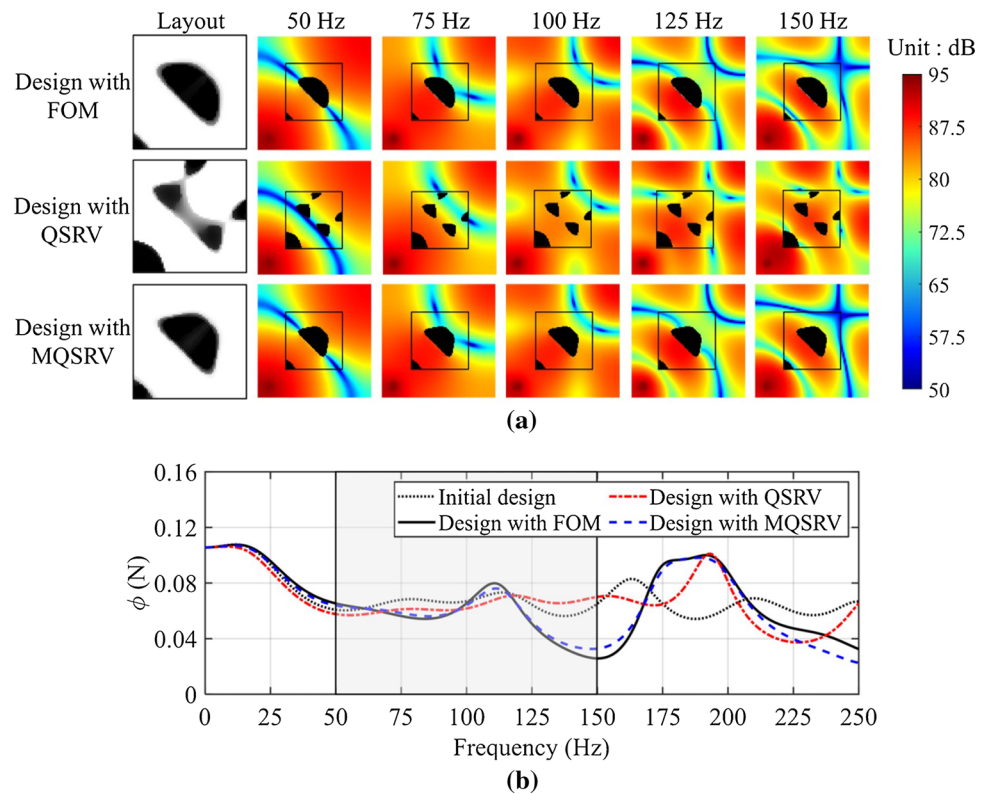 Layout 50 Hz 75 Hz 100 Hz 125 Hz 150 Hz
Unit : dB
Design with
FOM
Design with
QSRV
Design with
MQSRV
95
87.5
80
72.5
65
57.5
50
(a)
0.16
0.12
0.08
0.04
0
ϕ (N)
Initial design
Design with QSRV
Design with FOM
Design with MQSRV
0 25 50 75 100 125 150 175 200 225 250
Frequency (Hz)
(b)